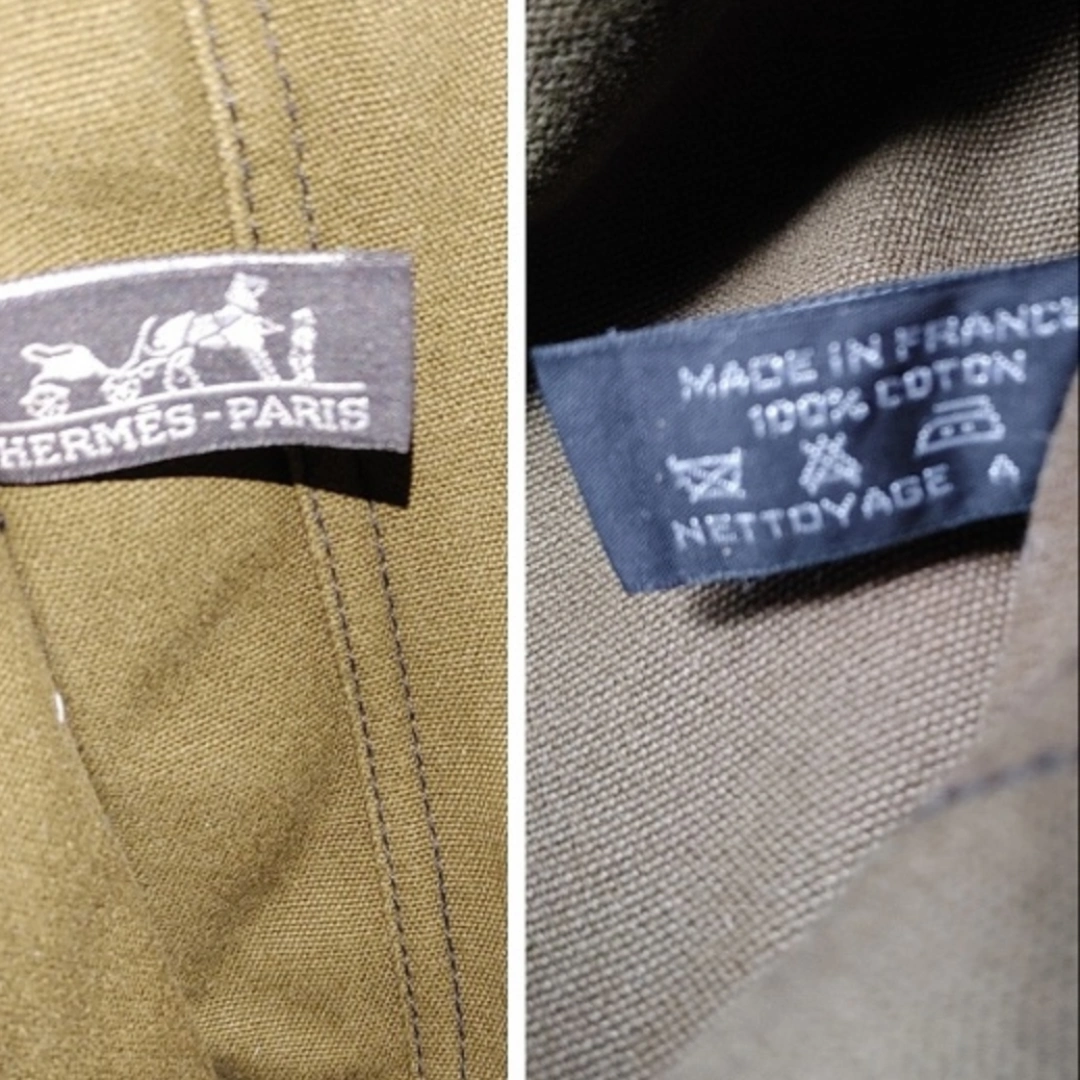 HERMÈS-PARIS
MADE IN FRANCE
100% COTON
NETTOYAGE A